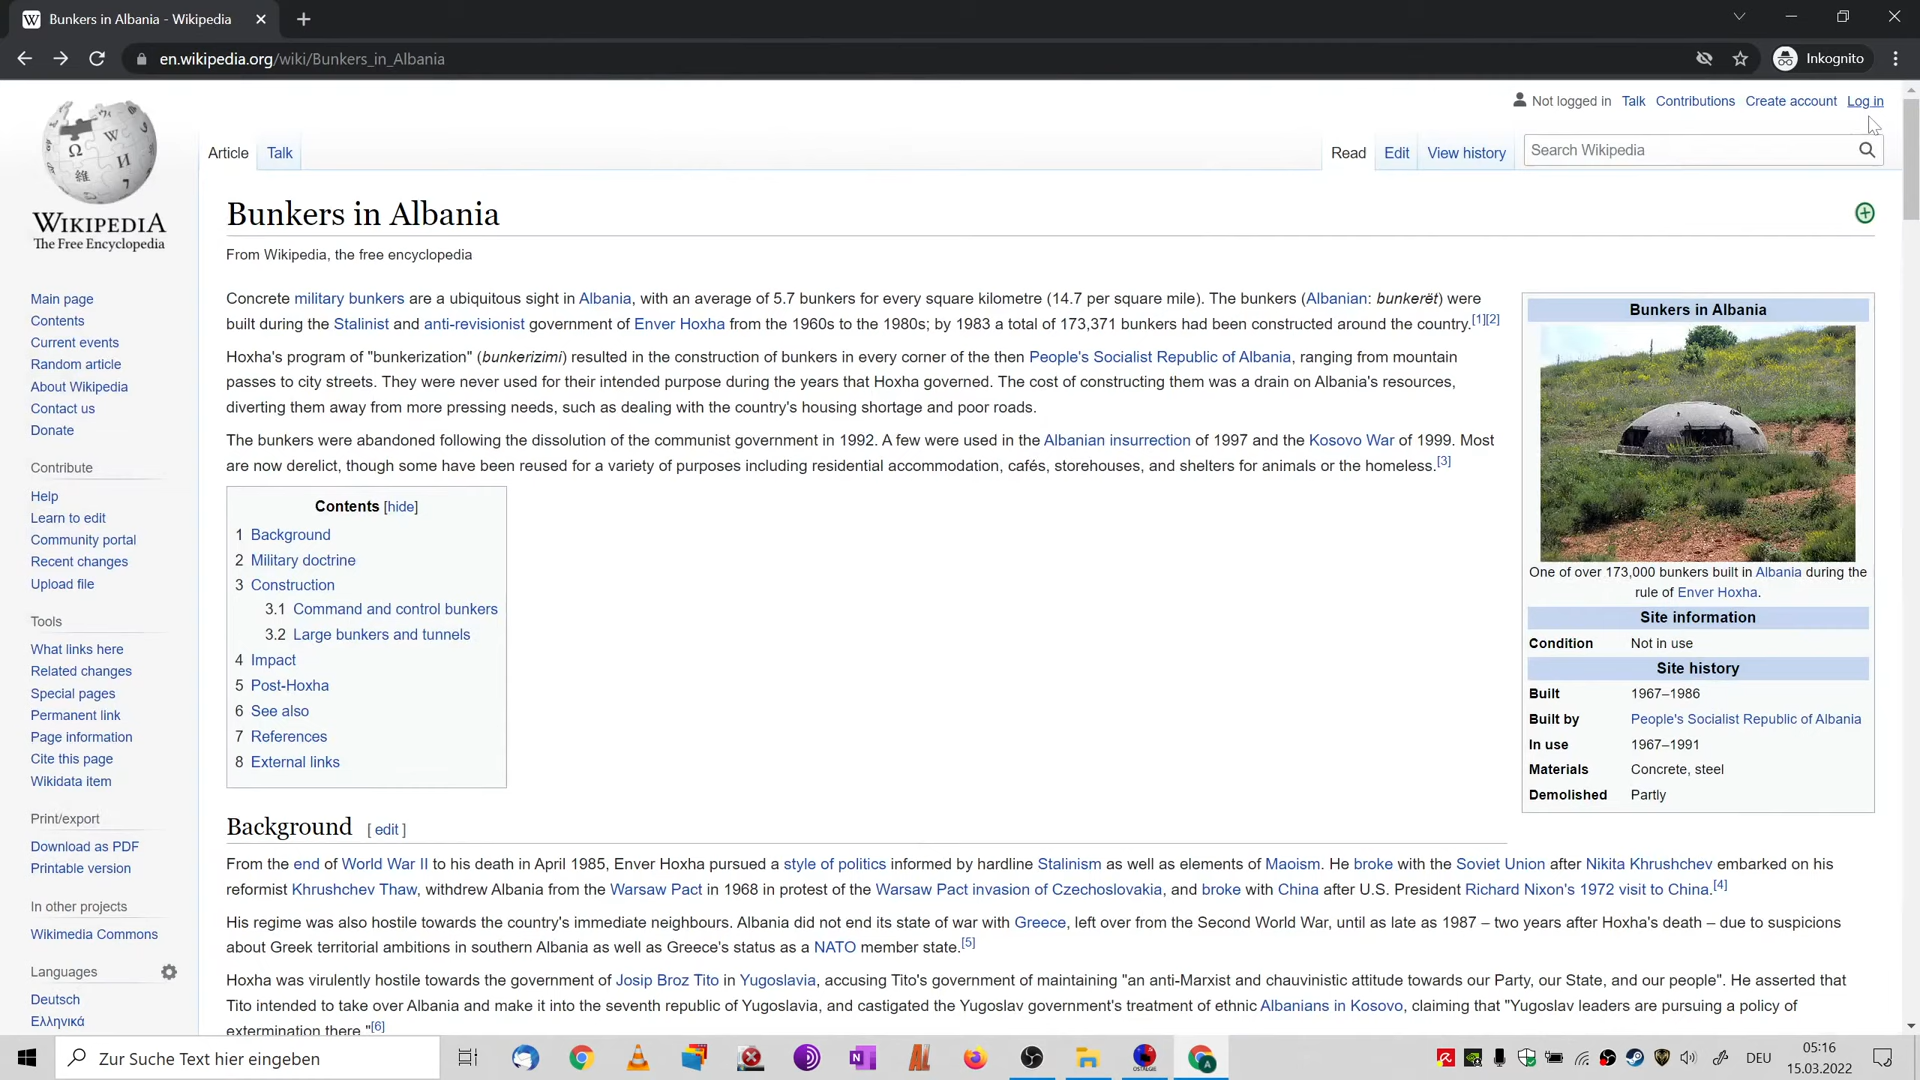 Bunkers in Albania - Wikipedia
en.wikipedia.org/wiki/Bunkers_in_Albania
Inkognito
Not logged in Talk Contributions Create account Log in
Article Talk Read Edit View history Search Wikipedia
WIKIPEDIA
The Free Encyclopedia
Bunkers in Albania
From Wikipedia, the free encyclopedia
Main page
Contents
Current events
Random article
About Wikipedia
Contact us
Donate
Contribute
Help
Learn to edit
Community portal
Recent changes
Upload file
Tools
What links here
Related changes
Special pages
Permanent link
Page information
Cite this page
Wikidata item
Print/export
Download as PDF
Printable version
In other projects
Wikimedia Commons
Languages
Deutsch
Ελληνικά
Concrete military bunkers are a ubiquitous sight in Albania, with an average of 5.7 bunkers for every square kilometre (14.7 per square mile). The bunkers (Albanian: bunkerët) were
built during the Stalinist and anti-revisionist government of Enver Hoxha from the 1960s to the 1980s; by 1983 a total of 173,371 bunkers had been constructed around the country.[1][2]
Hoxha's program of "bunkerization" (bunkerizimi) resulted in the construction of bunkers in every corner of the then People's Socialist Republic of Albania, ranging from mountain
passes to city streets. They were never used for their intended purpose during the years that Hoxha governed. The cost of constructing them was a drain on Albania's resources,
diverting them away from more pressing needs, such as dealing with the country's housing shortage and poor roads.
The bunkers were abandoned following the dissolution of the communist government in 1992. A few were used in the Albanian insurrection of 1997 and the Kosovo War of 1999. Most
are now derelict, though some have been reused for a variety of purposes including residential accommodation, cafés, storehouses, and shelters for animals or the homeless.[3]
Contents [hide]
1 Background
2 Military doctrine
3 Construction
3.1 Command and control bunkers
3.2 Large bunkers and tunnels
4 Impact
5 Post-Hoxha
6 See also
7 References
8 External links
Bunkers in Albania
One of over 173,000 bunkers built in Albania during the
rule of Enver Hoxha.
Site information
Condition Not in use
Site history
Built 1967–1986
Built by People's Socialist Republic of Albania
In use 1967–1991
Materials Concrete, steel
Demolished Partly
Background [ edit ]
From the end of World War II to his death in April 1985, Enver Hoxha pursued a style of politics informed by hardline Stalinism as well as elements of Maoism. He broke with the Soviet Union after Nikita Khrushchev embarked on his
reformist Khrushchev Thaw, withdrew Albania from the Warsaw Pact in 1968 in protest of the Warsaw Pact invasion of Czechoslovakia, and broke with China after U.S. President Richard Nixon's 1972 visit to China.[4]
His regime was also hostile towards the country's immediate neighbours. Albania did not end its state of war with Greece, left over from the Second World War, until as late as 1987 – two years after Hoxha's death – due to suspicions
about Greek territorial ambitions in southern Albania as well as Greece's status as a NATO member state.[5]
Hoxha was virulently hostile towards the government of Josip Broz Tito in Yugoslavia, accusing Tito's government of maintaining "an anti-Marxist and chauvinistic attitude towards our Party, our State, and our people". He asserted that
Tito intended to take over Albania and make it into the seventh republic of Yugoslavia, and castigated the Yugoslav government's treatment of ethnic Albanians in Kosovo, claiming that "Yugoslav leaders are pursuing a policy of
extermination there."[6]
Zur Suche Text hier eingeben
DEU
05:16
15.03.2022